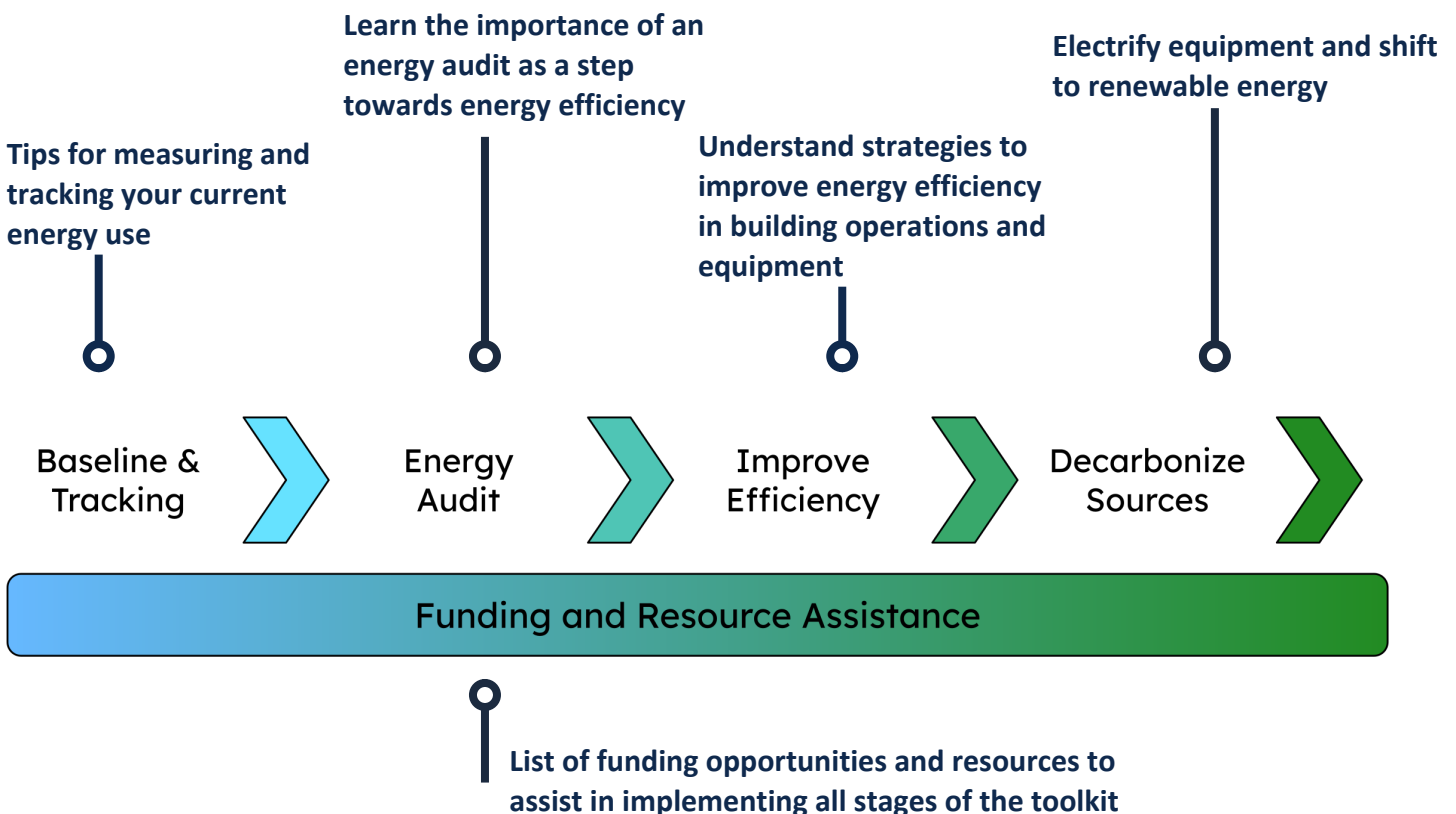 Learn the importance of an
energy audit as a step
towards energy efficiency
Electrify equipment and shift
to renewable energy
Tips for measuring and
tracking your current
energy use
Understand strategies to
improve energy efficiency
in building operations and
equipment
Baseline &
Tracking
Energy
Audit
Improve
Efficiency
Decarbonize
Sources
Funding and Resource Assistance
List of funding opportunities and resources to
assist in implementing all stages of the toolkit